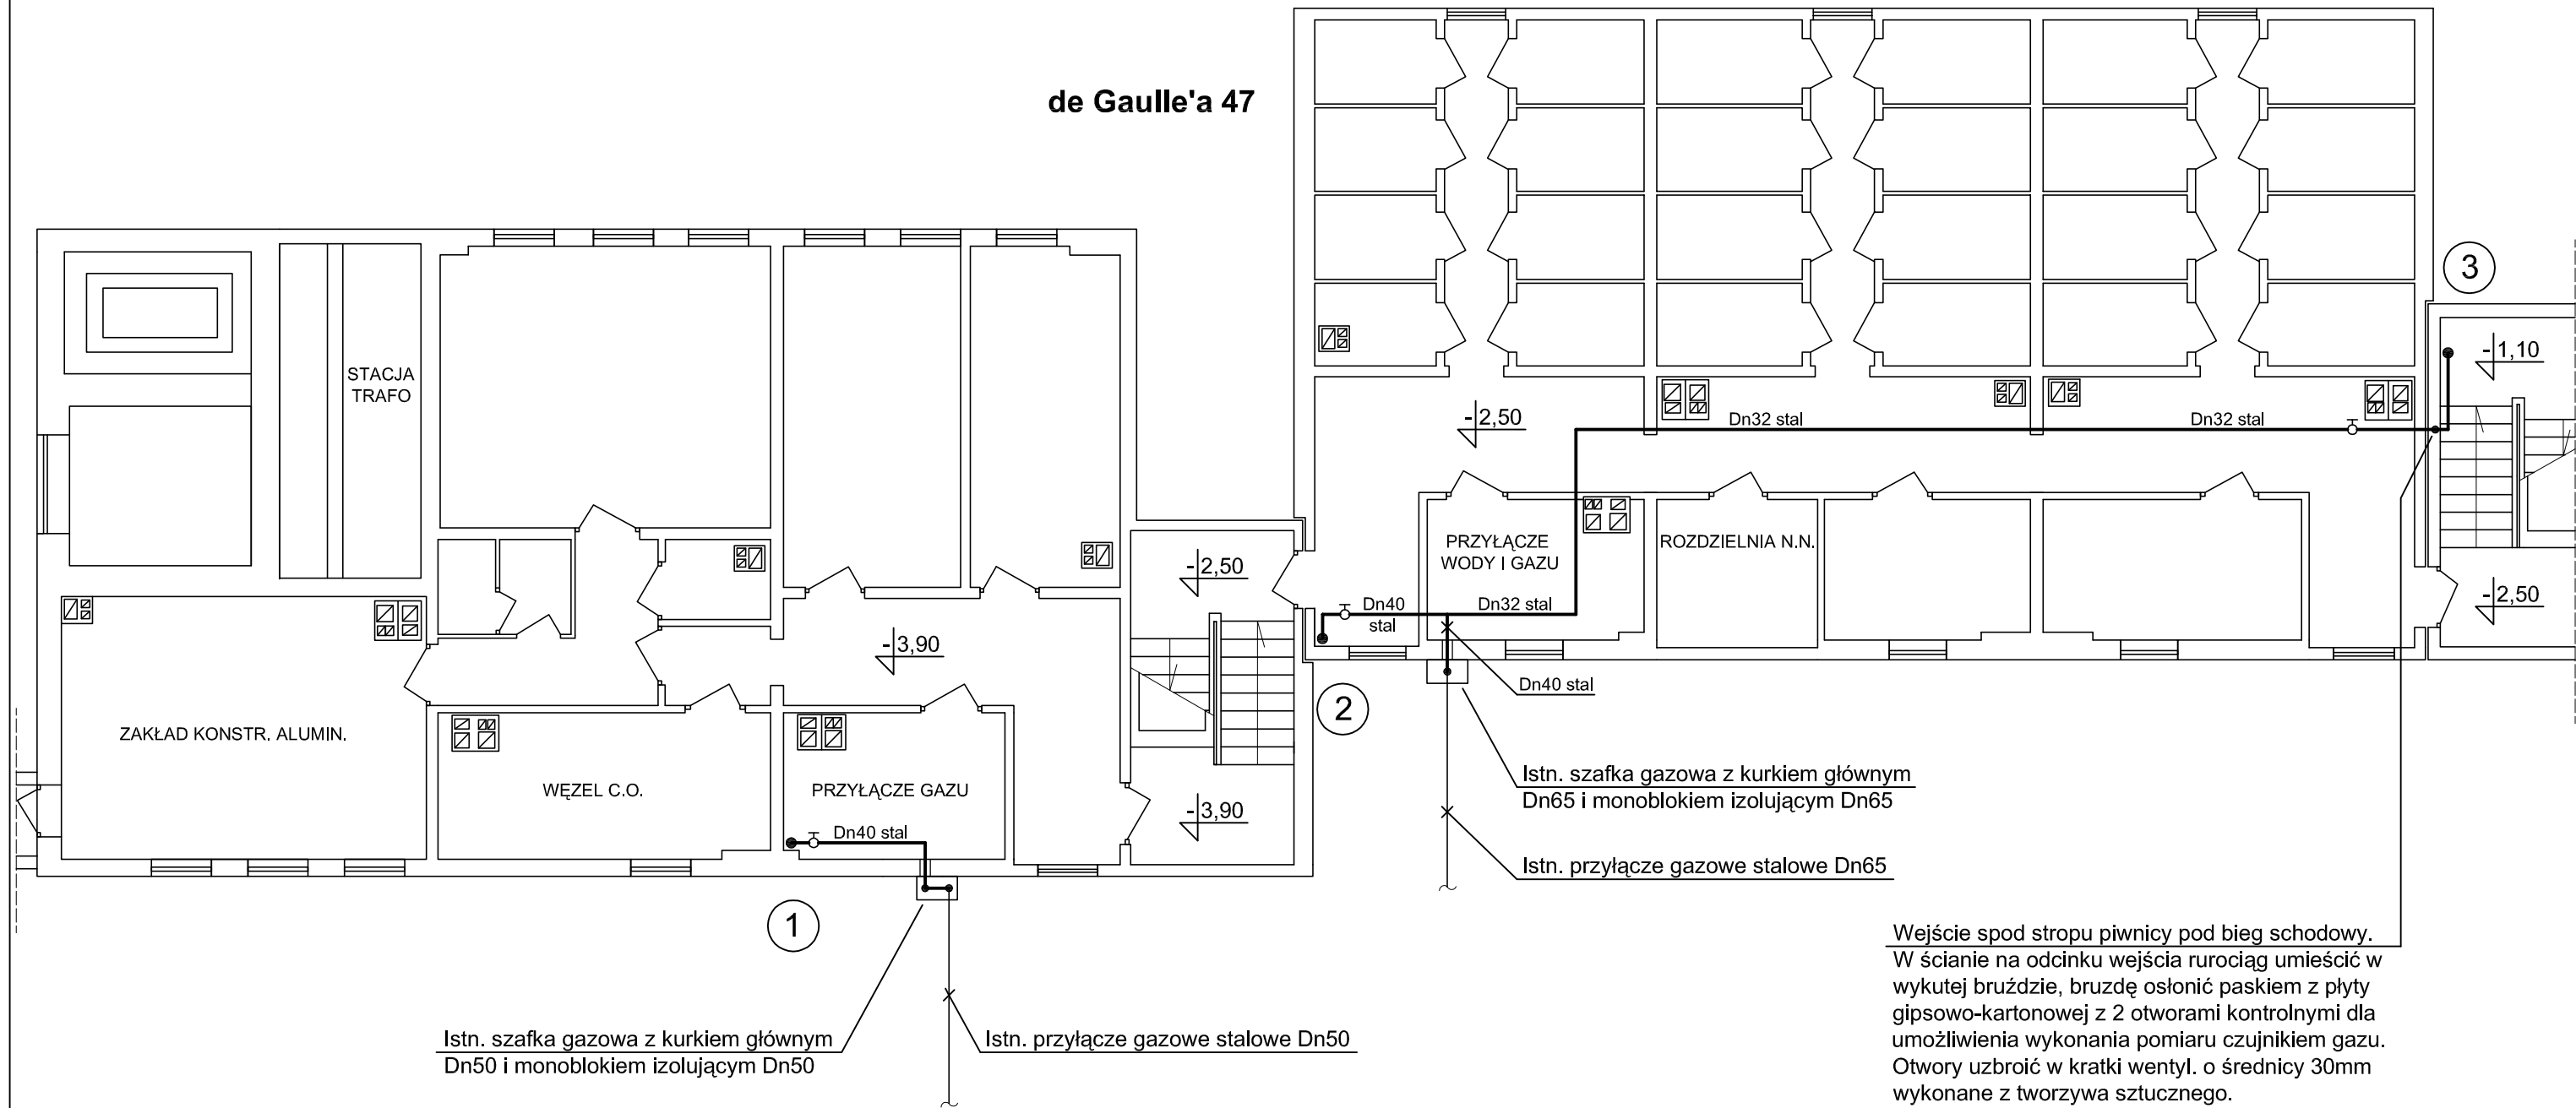 de Gaulle'a 47
3
STACJA
TRAFO
-1,10
-2,50
Dn32 stal
Dn32 stal
PRZYŁĄCZE
WODY I GAZU
ROZDZIELNIA N.N.
-2,50
-2,50
Dn40
stal
Dn32 stal
-3,90
Dn40 stal
2
ZAKŁAD KONSTR. ALUMIN.
WĘZEL C.O.
PRZYŁĄCZE GAZU
-3,90
Dn40 stal
Istn. szafka gazowa z kurkiem głównym
Dn65 i monoblokiem izolującym Dn65
Istn. przyłącze gazowe stalowe Dn65
1
Istn. szafka gazowa z kurkiem głównym
Dn50 i monoblokiem izolującym Dn50
Istn. przyłącze gazowe stalowe Dn50
Wejście spod stropu piwnicy pod bieg schodowy.
W ścianie na odcinku wejścia rurociąg umieścić w
wykutej bruździe, bruzdę osłonić paskiem z płyty
gipsowo-kartonowej z 2 otworami kontrolnymi dla
umożliwienia wykonania pomiaru czujnikiem gazu.
Otwory uzbroić w kratki wentyl. o średnicy 30mm
wykonane z tworzywa sztucznego.